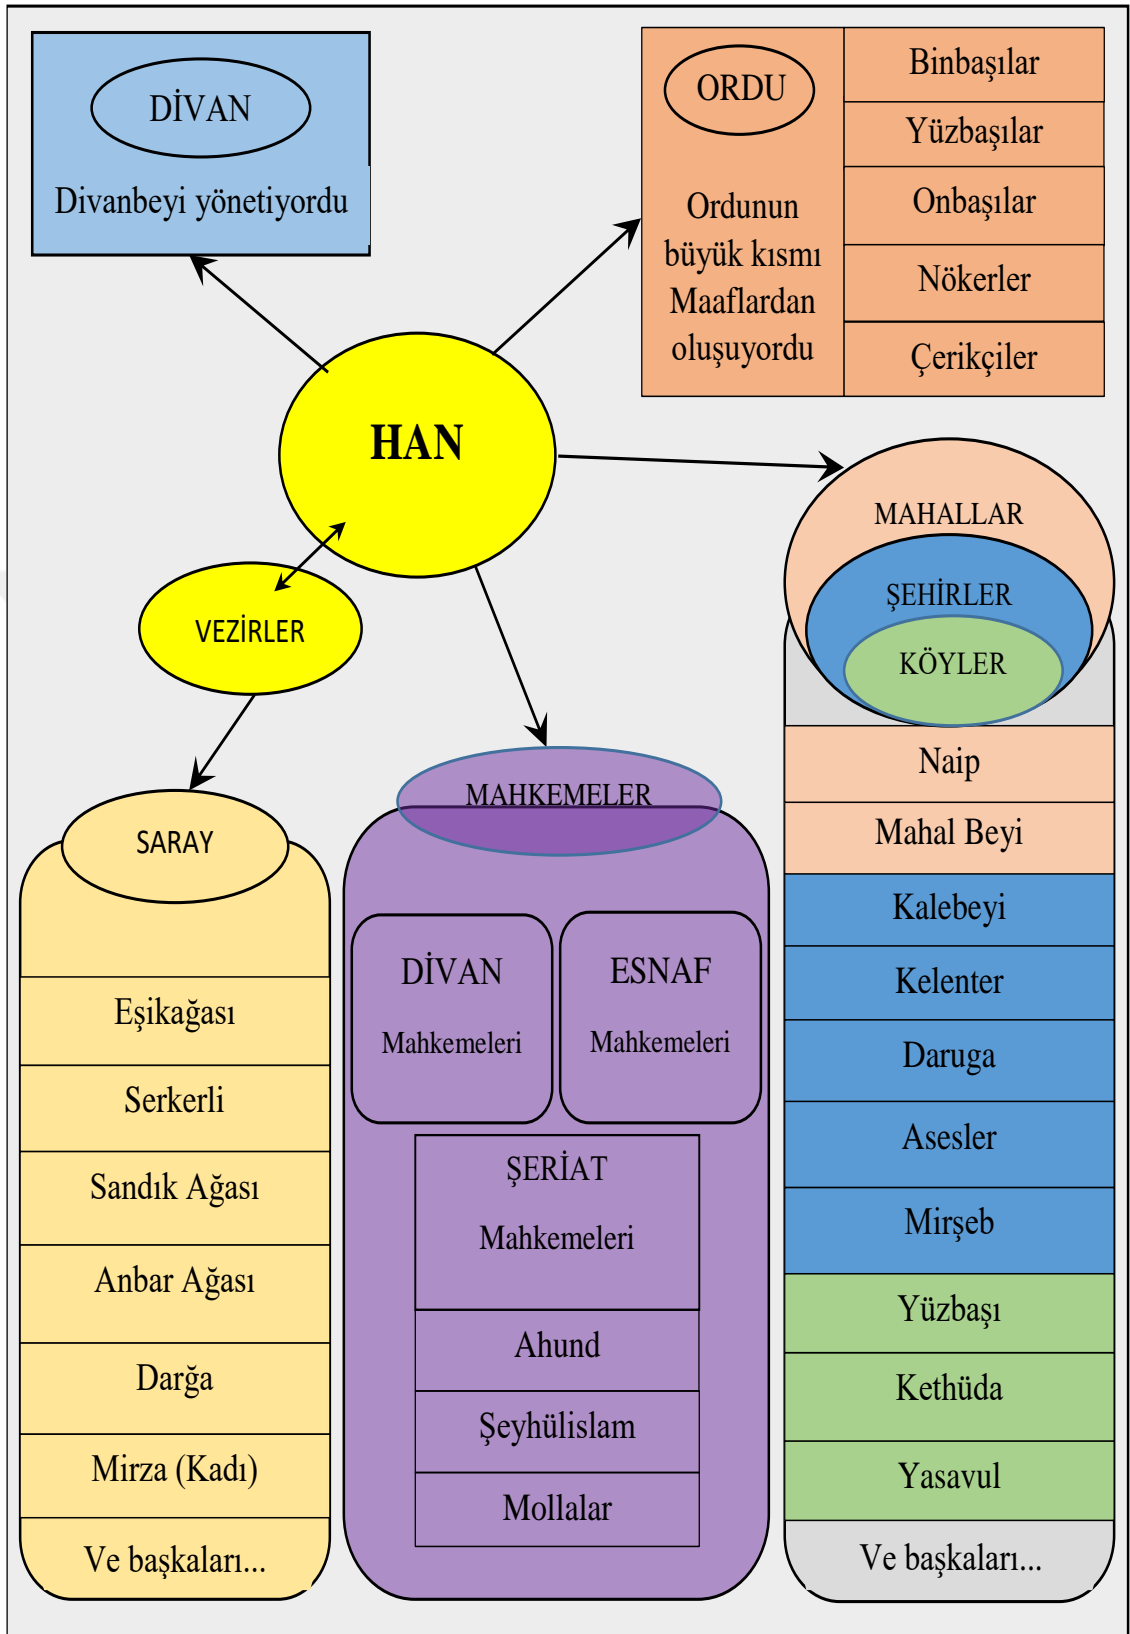 DİVAN
Divanbeyi yönetiyordu
ORDU
Ordunun
büyük kısmı
Maaflardan
oluşuyordu
Binbaşılar
Yüzbaşılar
Onbaşılar
Nökerler
Çerikçiler
HAN
VEZİRLER
MAHALLAR
ŞEHİRLER
KÖYLER
Naip
Mahal Beyi
Kalebeyi
Kelenter
Daruga
Asesler
Mirşeb
Yüzbaşı
Kethüda
Yasavul
Ve başkaları...
SARAY
Eşikağası
Serkerli
Sandık Ağası
Anbar Ağası
Darğa
Mirza (Kadı)
Ve başkaları...
MAHKEMELER
DİVAN
Mahkemeleri
ESNAF
Mahkemeleri
ŞERİAT
Mahkemeleri
Ahund
Şeyhülislam
Mollalar